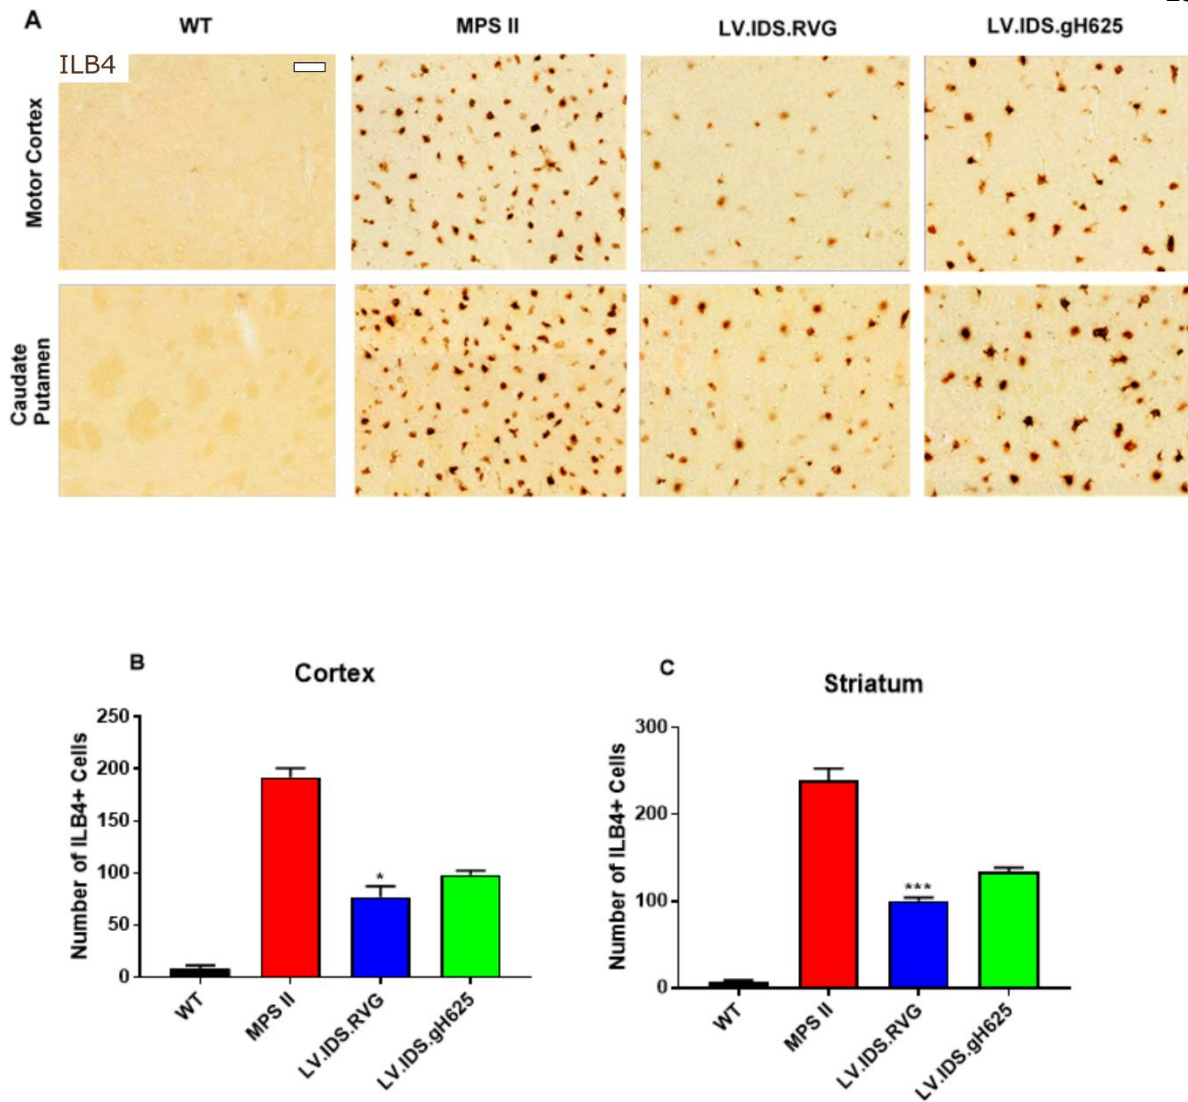 A
WT
MPS II
LV.IDS.RVG
LV.IDS.gH625
ILB4
Motor Cortex
Caudate
Putamen
B
Cortex
Number of ILB4+ Cells
250
200
150
100
50
0
*
WT
MPS II
LV.IDS.RVG
LV.IDS.gH625
C
Striatum
Number of ILB4+ Cells
300
200
100
0
***
WT
MPS II
LV.IDS.RVG
LV.IDS.gH625